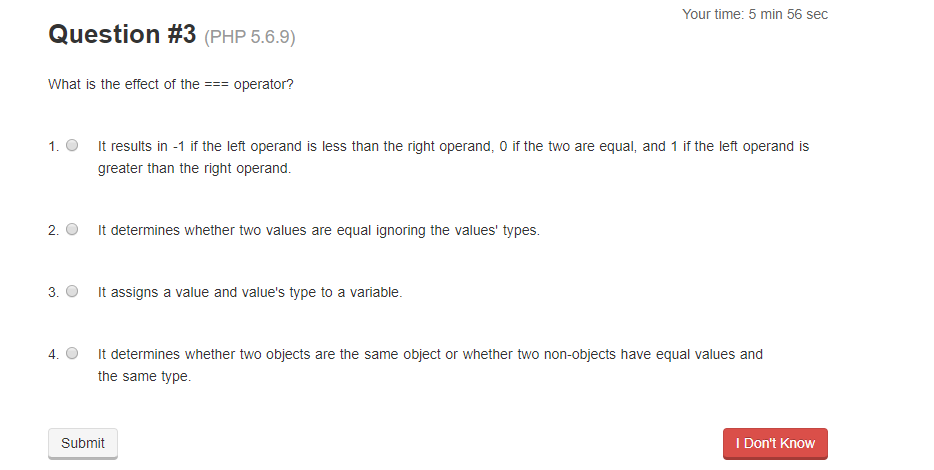 Your time: 5 min 56 sec
Question #3 (PHP 5.6.9)
What is the effect of the === operator?
1. It results in -1 if the left operand is less than the right operand, 0 if the two are equal, and 1 if the left operand is
greater than the right operand.
2. It determines whether two values are equal ignoring the values' types.
3. It assigns a value and value's type to a variable.
4. It determines whether two objects are the same object or whether two non-objects have equal values and
the same type.
Submit I Don't Know